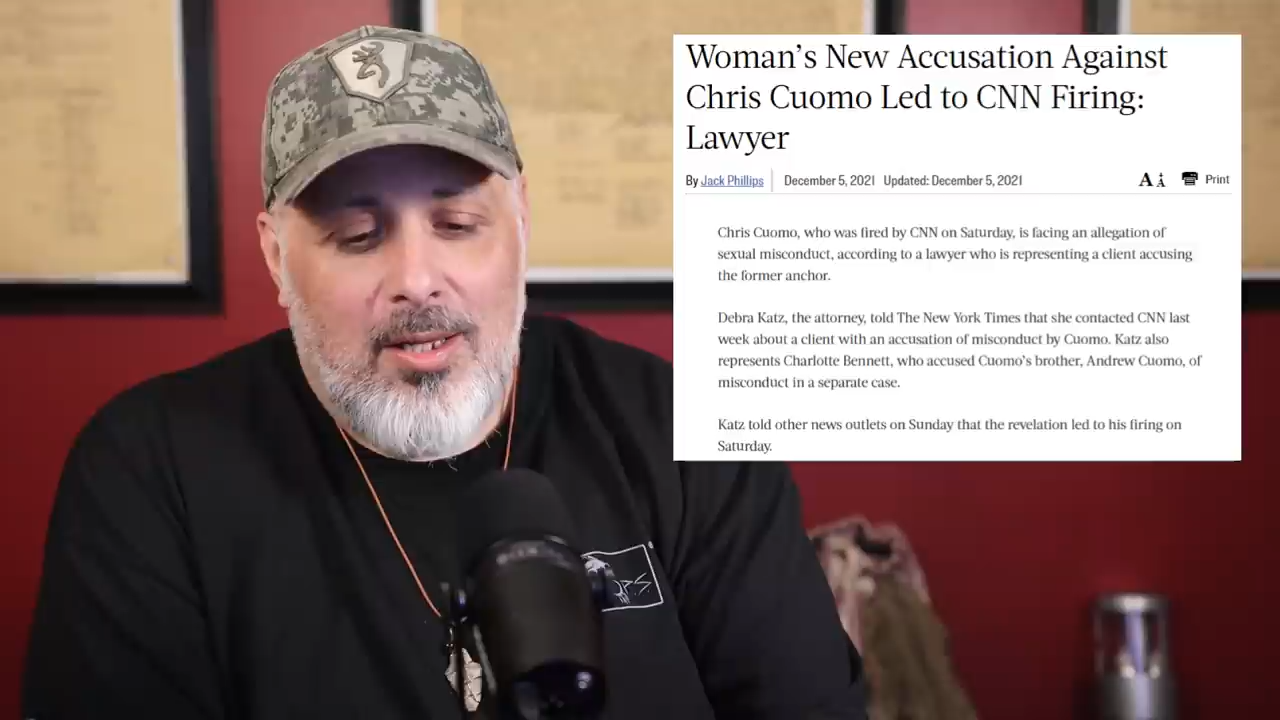 Woman’s New Accusation Against
Chris Cuomo Led to CNN Firing:
Lawyer
By Jack Phillips December 5, 2021 Updated: December 5, 2021 A A Print
Chris Cuomo, who was fired by CNN on Saturday, is facing an allegation of
sexual misconduct, according to a lawyer who is representing a client accusing
the former anchor.
Debra Katz, the attorney, told The New York Times that she contacted CNN last
week about a client with an accusation of misconduct by Cuomo. Katz also
represents Charlotte Bennett, who accused Cuomo’s brother, Andrew Cuomo, of
misconduct in a separate case.
Katz told other news outlets on Sunday that the revelation led to his firing on
Saturday.